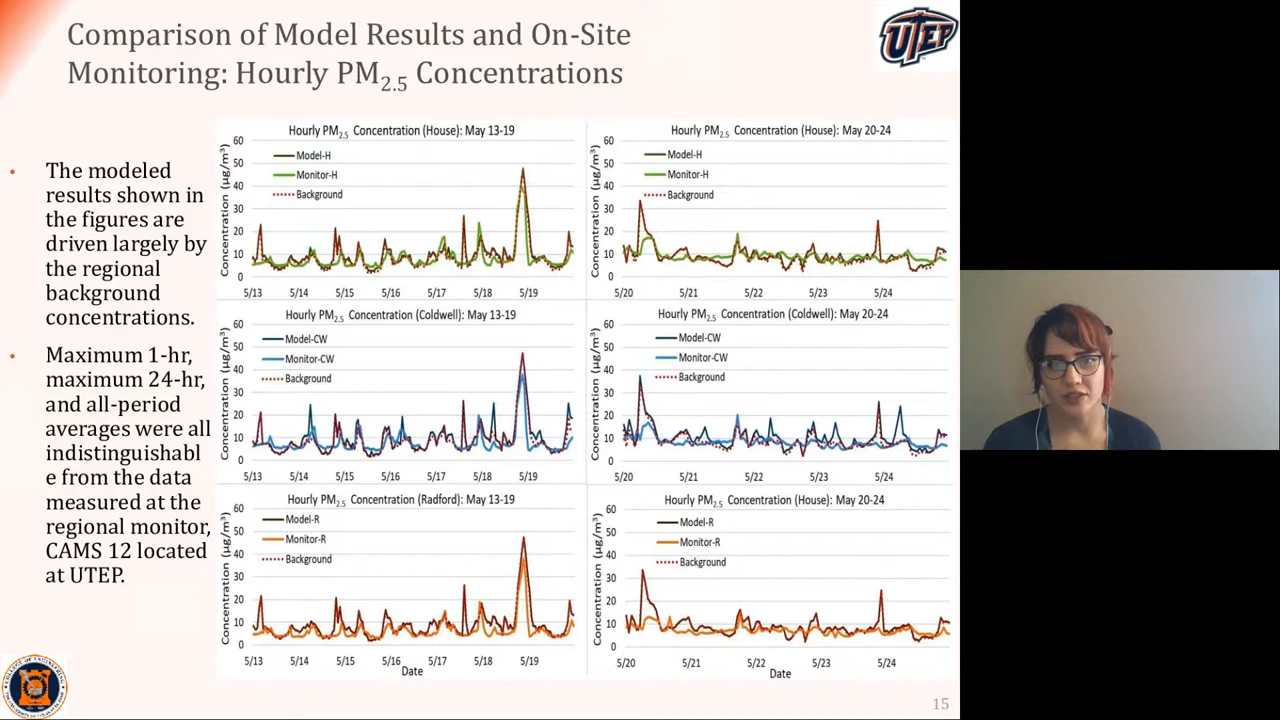 Comparison of Model Results and On-Site
Monitoring: Hourly PM2.5 Concentrations
UTEP
• The modeled
results shown in
the figures are
driven largely by
the regional
background
concentrations.
• Maximum 1-hr,
maximum 24-hr,
and all-period
averages were all
indistinguishabl
e from the data
measured at the
regional monitor,
CAMS 12 located
at UTEP.
Hourly PM2.5 Concentration (House): May 13-19
Concentration (µg/m³)
60
50
40
30
20
10
0
Model-H
Monitor-H
Background
5/13 5/14 5/15 5/16 5/17 5/18 5/19
Hourly PM2.5 Concentration (House): May 20-24
Concentration (µg/m³)
60
50
40
30
20
10
0
Model-H
Monitor-H
Background
5/20 5/21 5/22 5/23 5/24
Hourly PM2.5 Concentration (Coldwell): May 13-19
Concentration (µg/m³)
60
50
40
30
20
10
0
Model-CW
Monitor-CW
Background
5/13 5/14 5/15 5/16 5/17 5/18 5/19
Hourly PM2.5 Concentration (Coldwell): May 20-24
Concentration (µg/m³)
60
50
40
30
20
10
0
Model-CW
Monitor-CW
Background
5/20 5/21 5/22 5/23 5/24
Hourly PM2.5 Concentration (Radford): May 13-19
Concentration (µg/m³)
60
50
40
30
20
10
0
Model-R
Monitor-R
Background
5/13 5/14 5/15 5/16 5/17 5/18 5/19
Date
Hourly PM2.5 Concentration (House): May 20-24
Concentration (µg/m³)
60
50
40
30
20
10
0
Model-R
Monitor-R
Background
5/20 5/21 5/22 5/23 5/24
Date
COLLEGE OF ENGINEERING
15